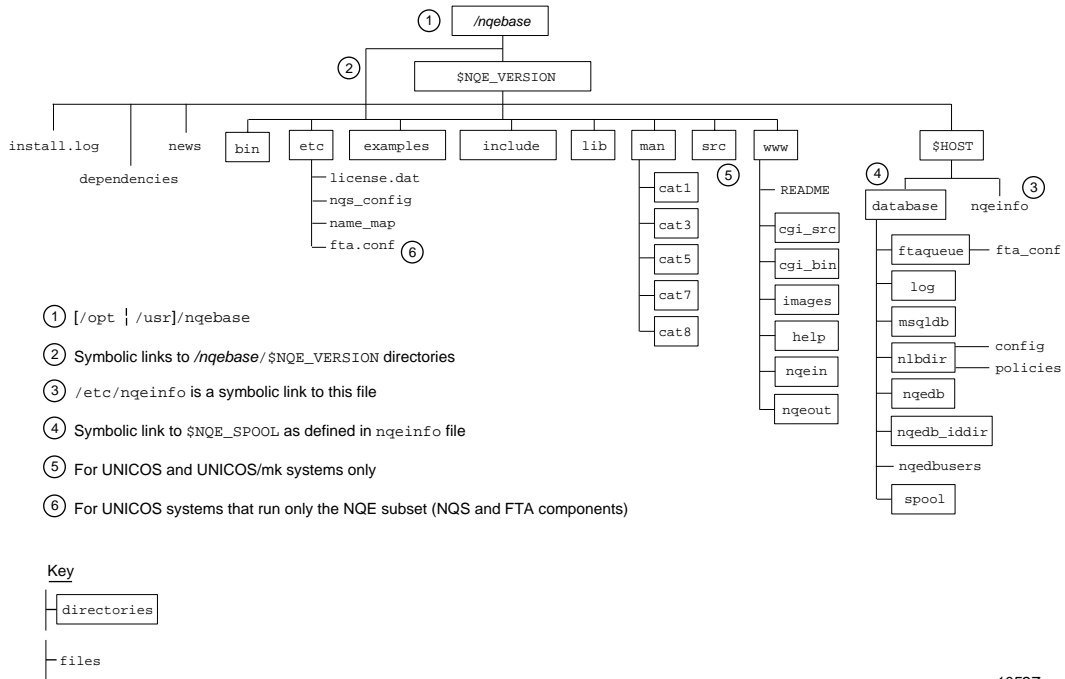 1 /nqebase
2
$NQE_VERSION
install.log
dependencies
news
bin
etc
examples
include
lib
man
src
www
$HOST
5
license.dat
nqs_config
name_map
fta.conf 6
cat1
cat3
cat5
cat7
cat8
README
cgi_src
cgi_bin
images
help
nqein
nqeout
4
database
3
nqeinfo
ftaqueue fta_conf
log
msqldb
nlbdir
config
policies
nqedb
nqedb_iddir
nqedbusers
spool
1 [/opt ¦ /usr]/nqebase
2 Symbolic links to /nqebase/$NQE_VERSION directories
3 /etc/nqeinfo is a symbolic link to this file
4 Symbolic link to $NQE_SPOOL as defined in nqeinfo file
5 For UNICOS and UNICOS/mk systems only
6 For UNICOS systems that run only the NQE subset (NQS and FTA components)
Key
directories
files